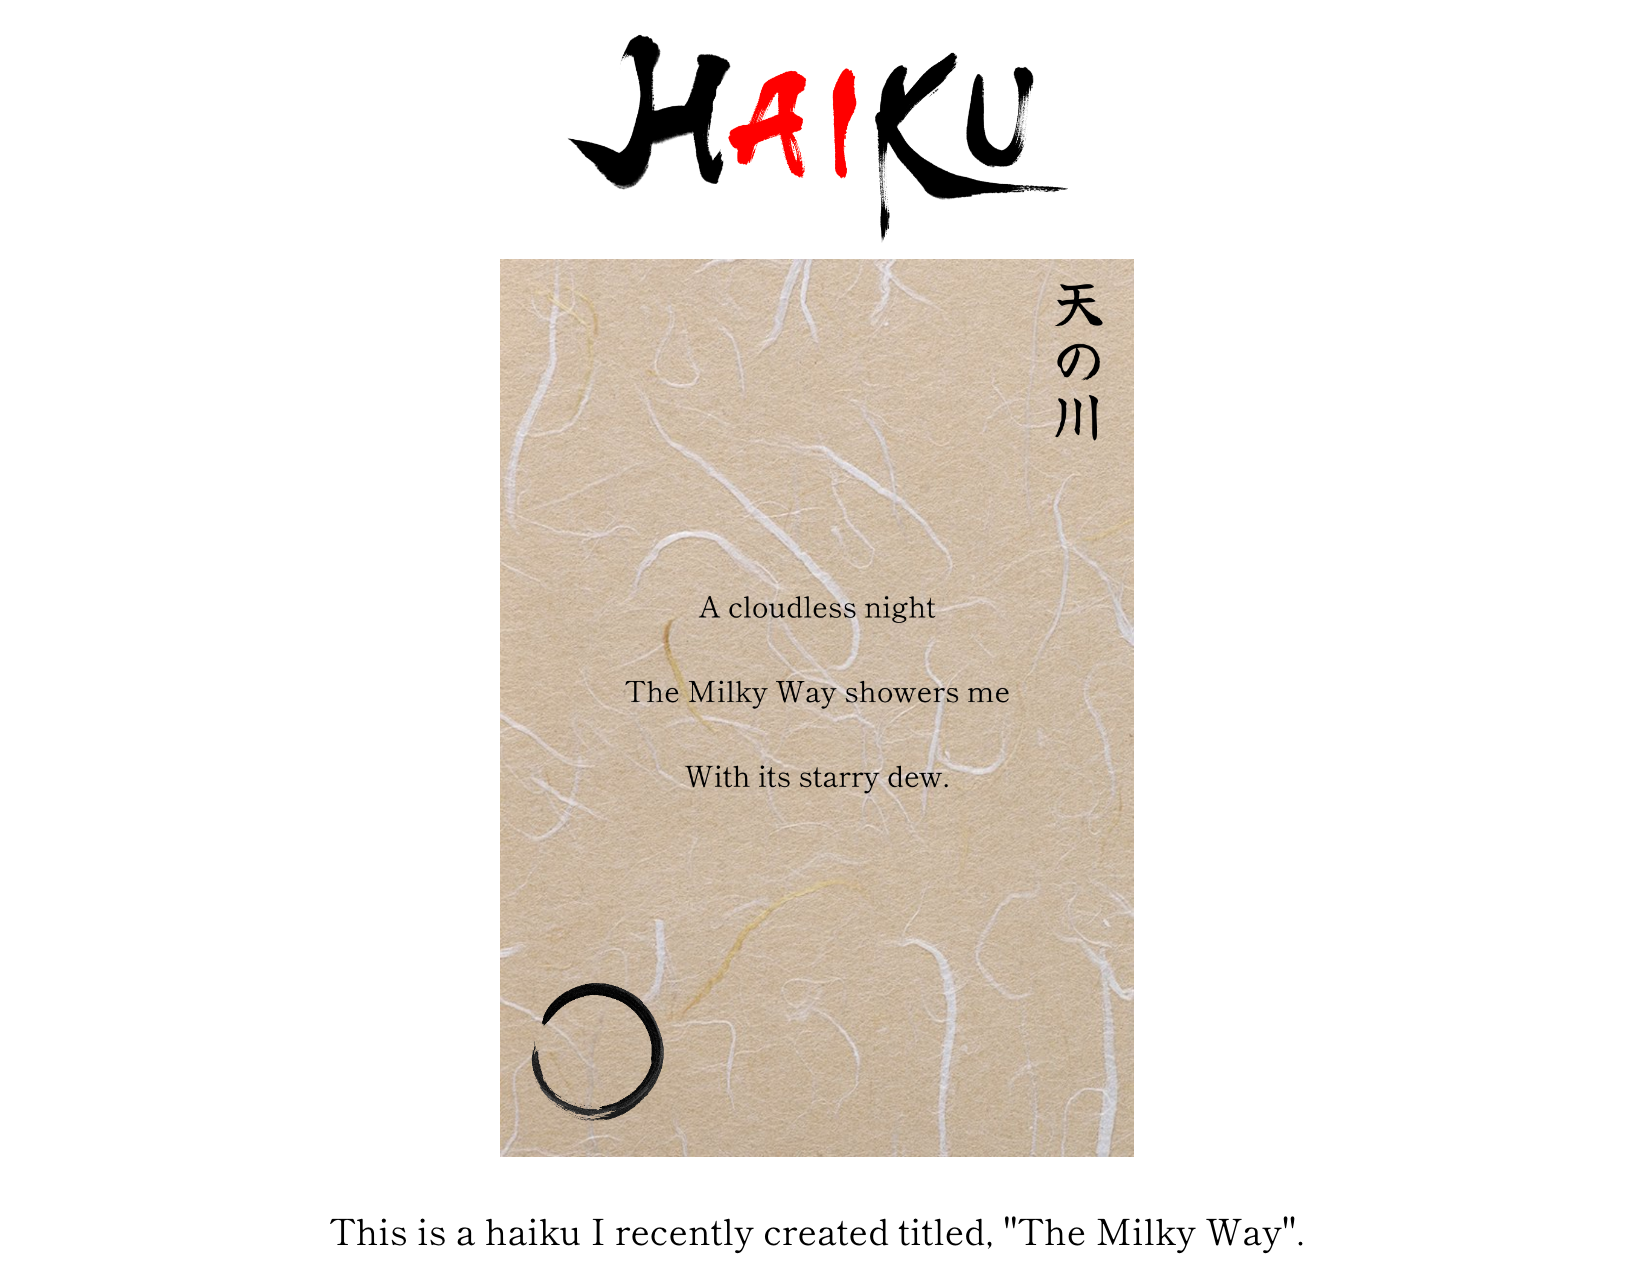 HAIKU
天の川
A cloudless night
The Milky Way showers me
With its starry dew.
This is a haiku I recently created titled, "The Milky Way".